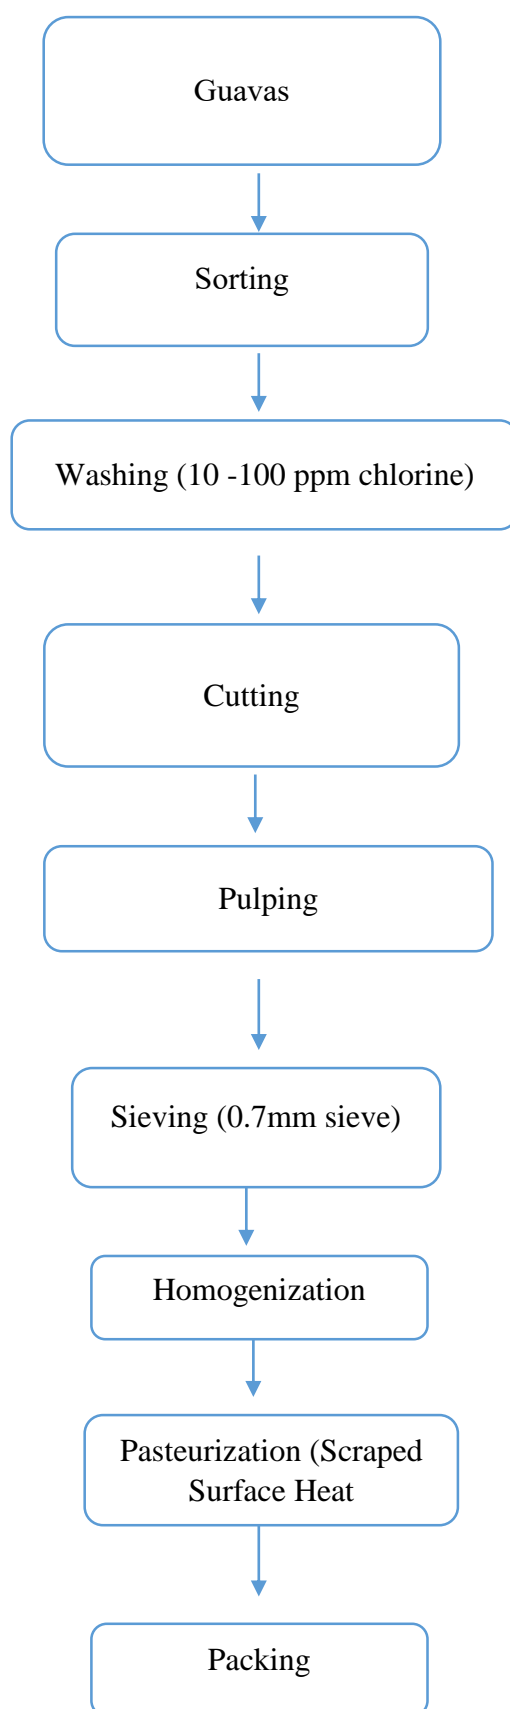 Guavas
Sorting
Washing (10 -100 ppm chlorine)
Cutting
Pulping
Sieving (0.7mm sieve)
Homogenization
Pasteurization (Scraped
Surface Heat
Packing